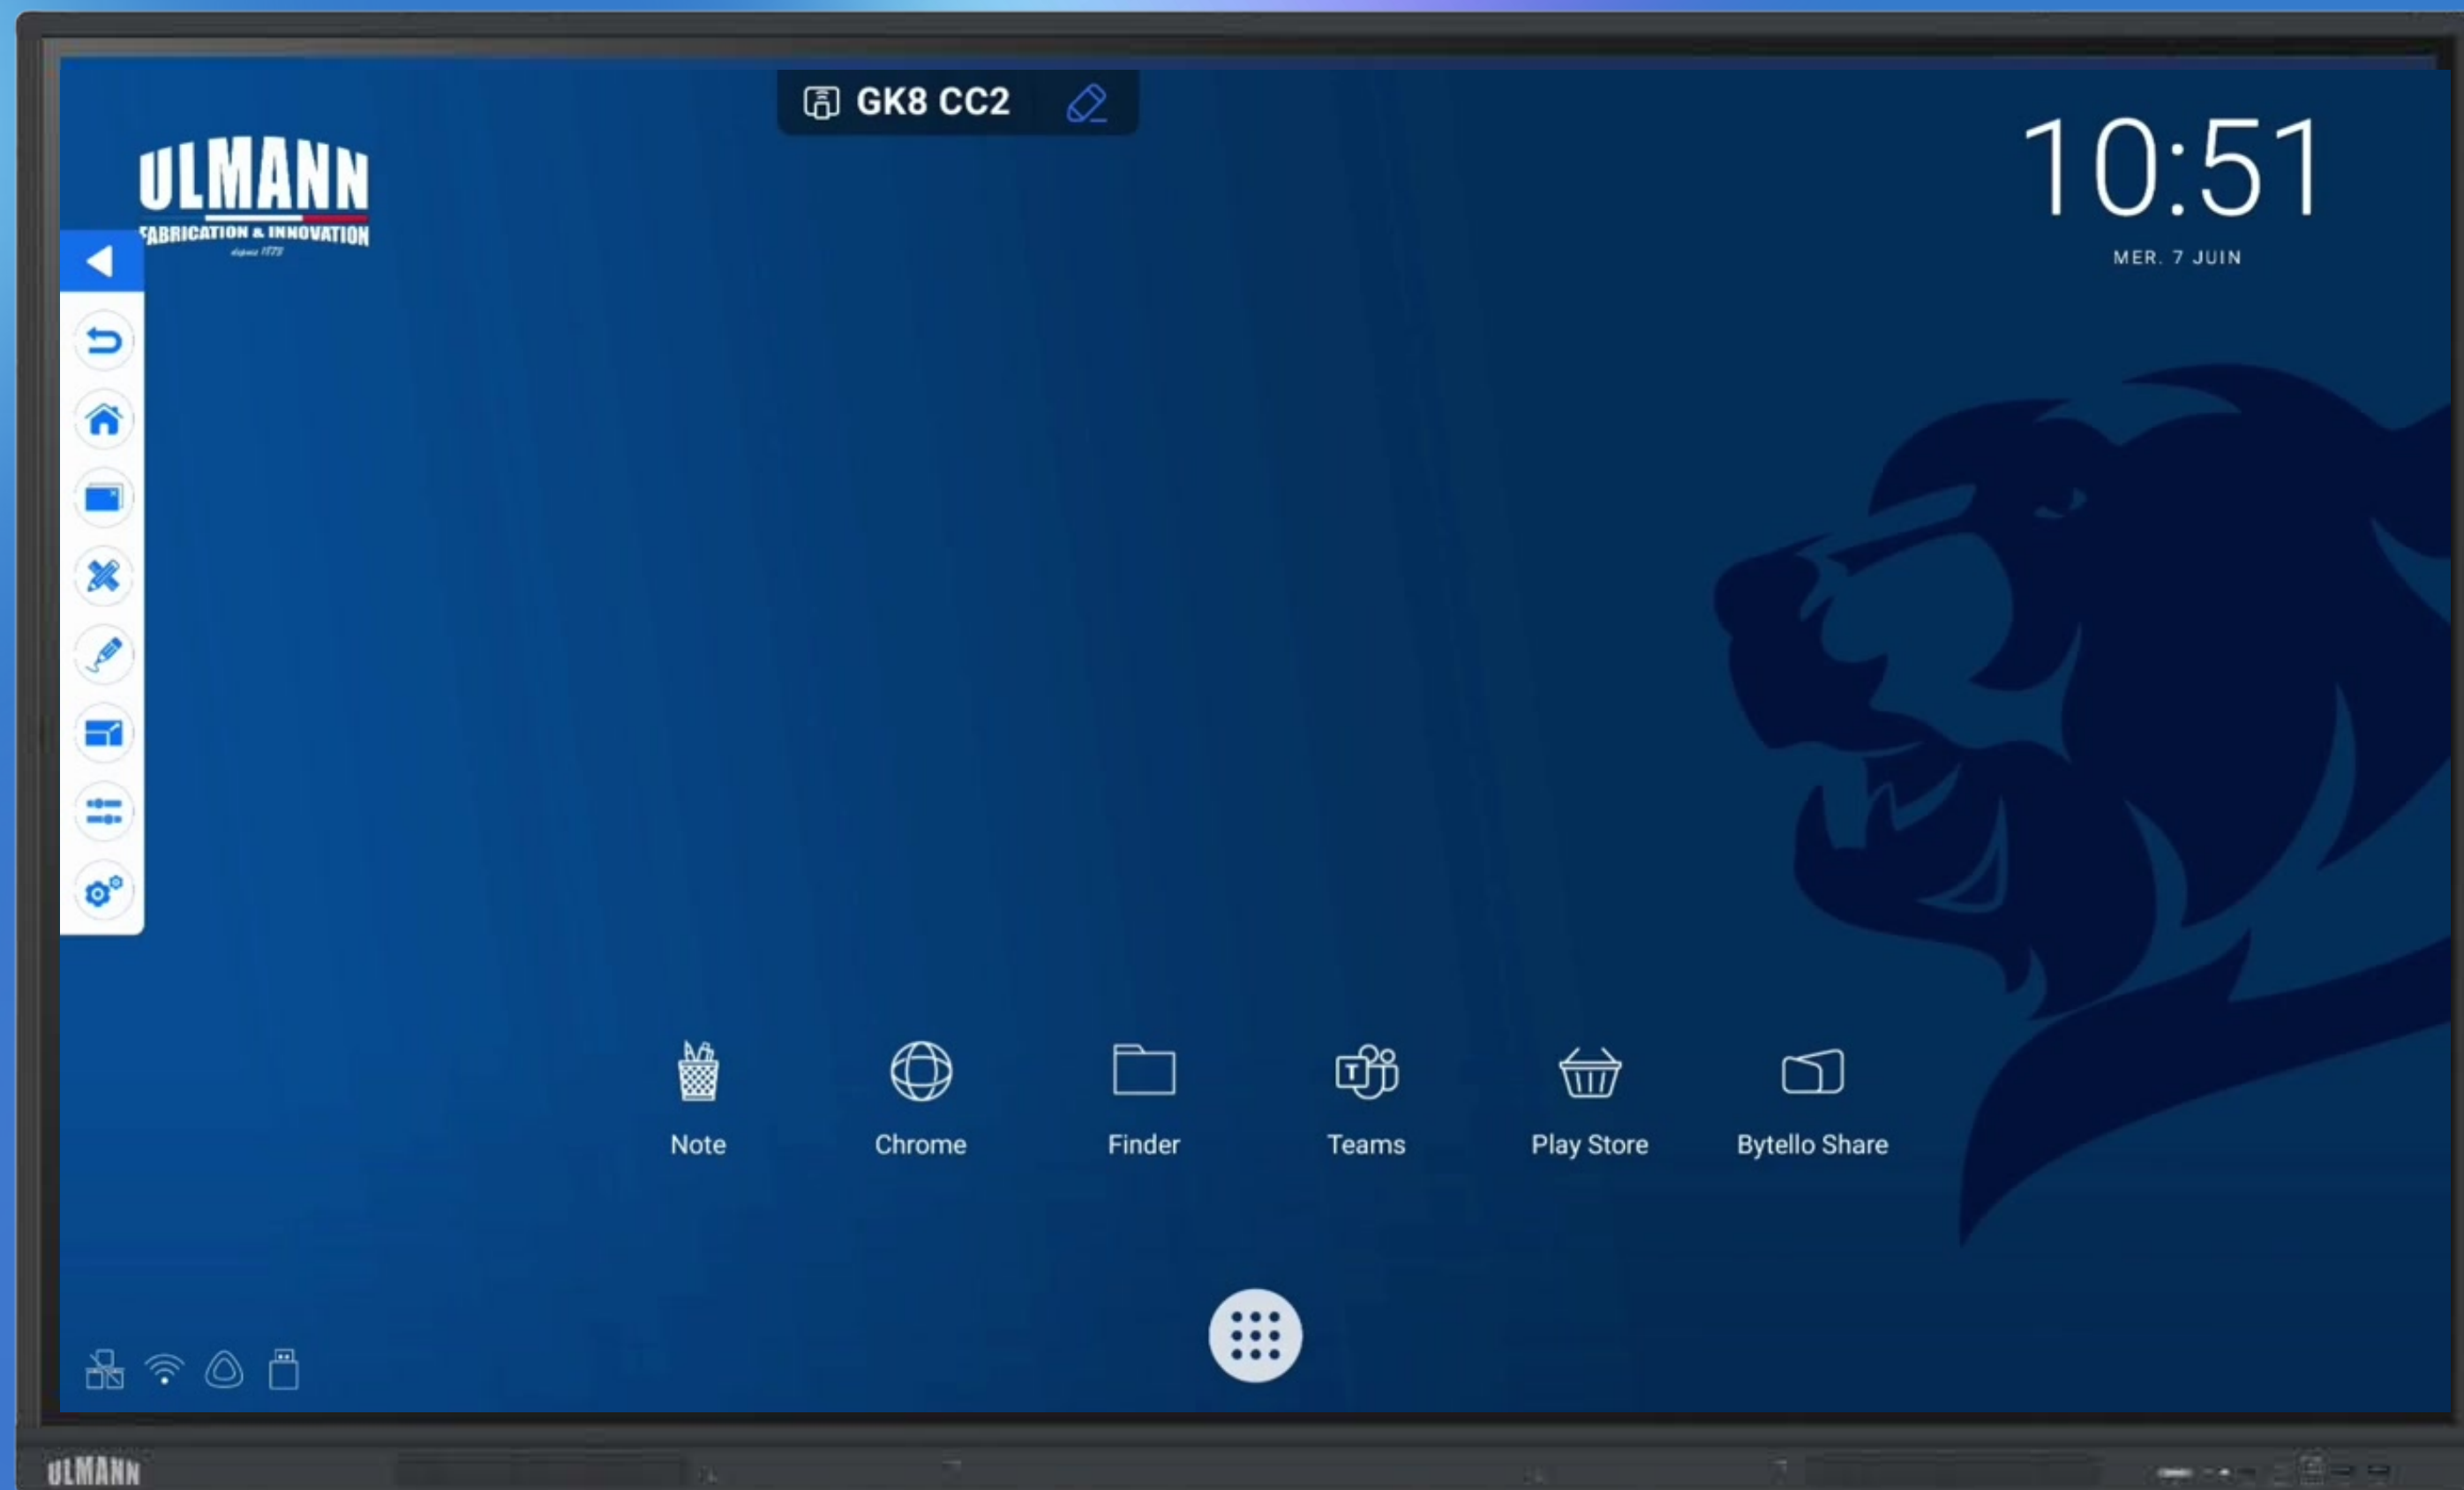 GK8 CC2
ULMANN
FABRICATION & INNOVATION
10:51
MER. 7 JUIN
Note
Chrome
Finder
Teams
Play Store
Bytello Share
ULMANN